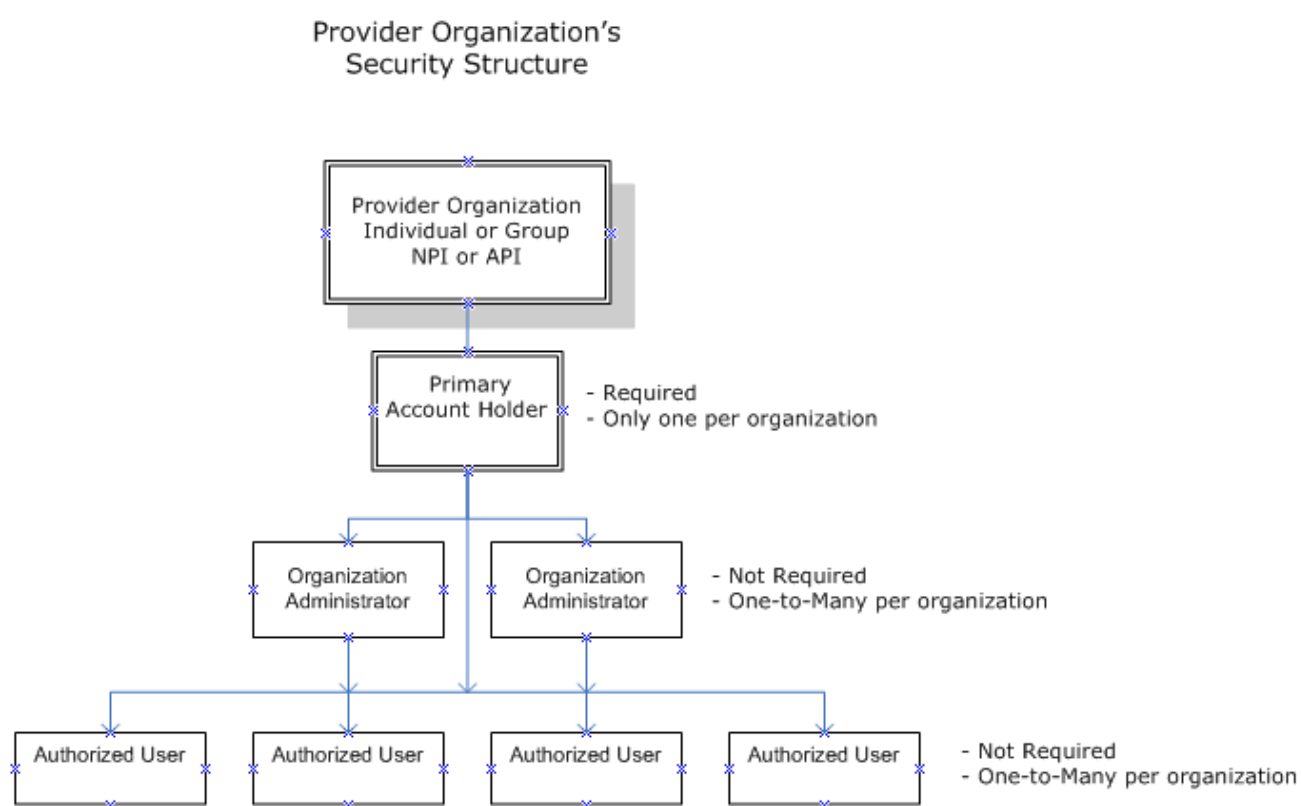 Provider Organization's
Security Structure
Provider Organization
Individual or Group
NPI or API
Primary
Account Holder
- Required
- Only one per organization
Organization
Administrator
Organization
Administrator
- Not Required
- One-to-Many per organization
Authorized User
Authorized User
Authorized User
Authorized User
- Not Required
- One-to-Many per organization